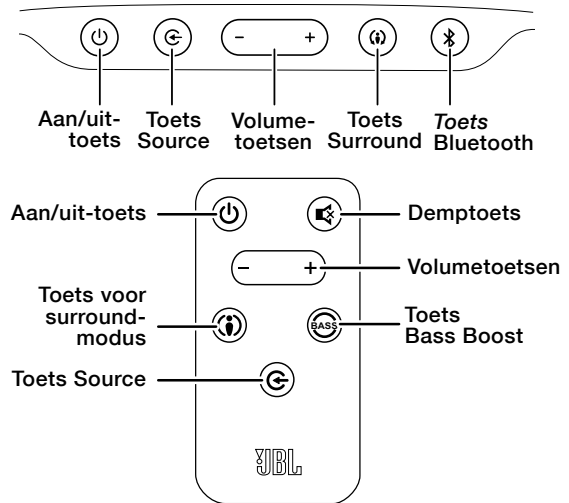 Aan/uit-
toets
Toets
Source
Volume-
toetsen
Toets
Surround
Toets
Bluetooth
Aan/uit-toets
Demptoets
Volumetoetsen
Toets voor
surround-
modus
BASS
Toets
Bass Boost
Toets Source
JBL